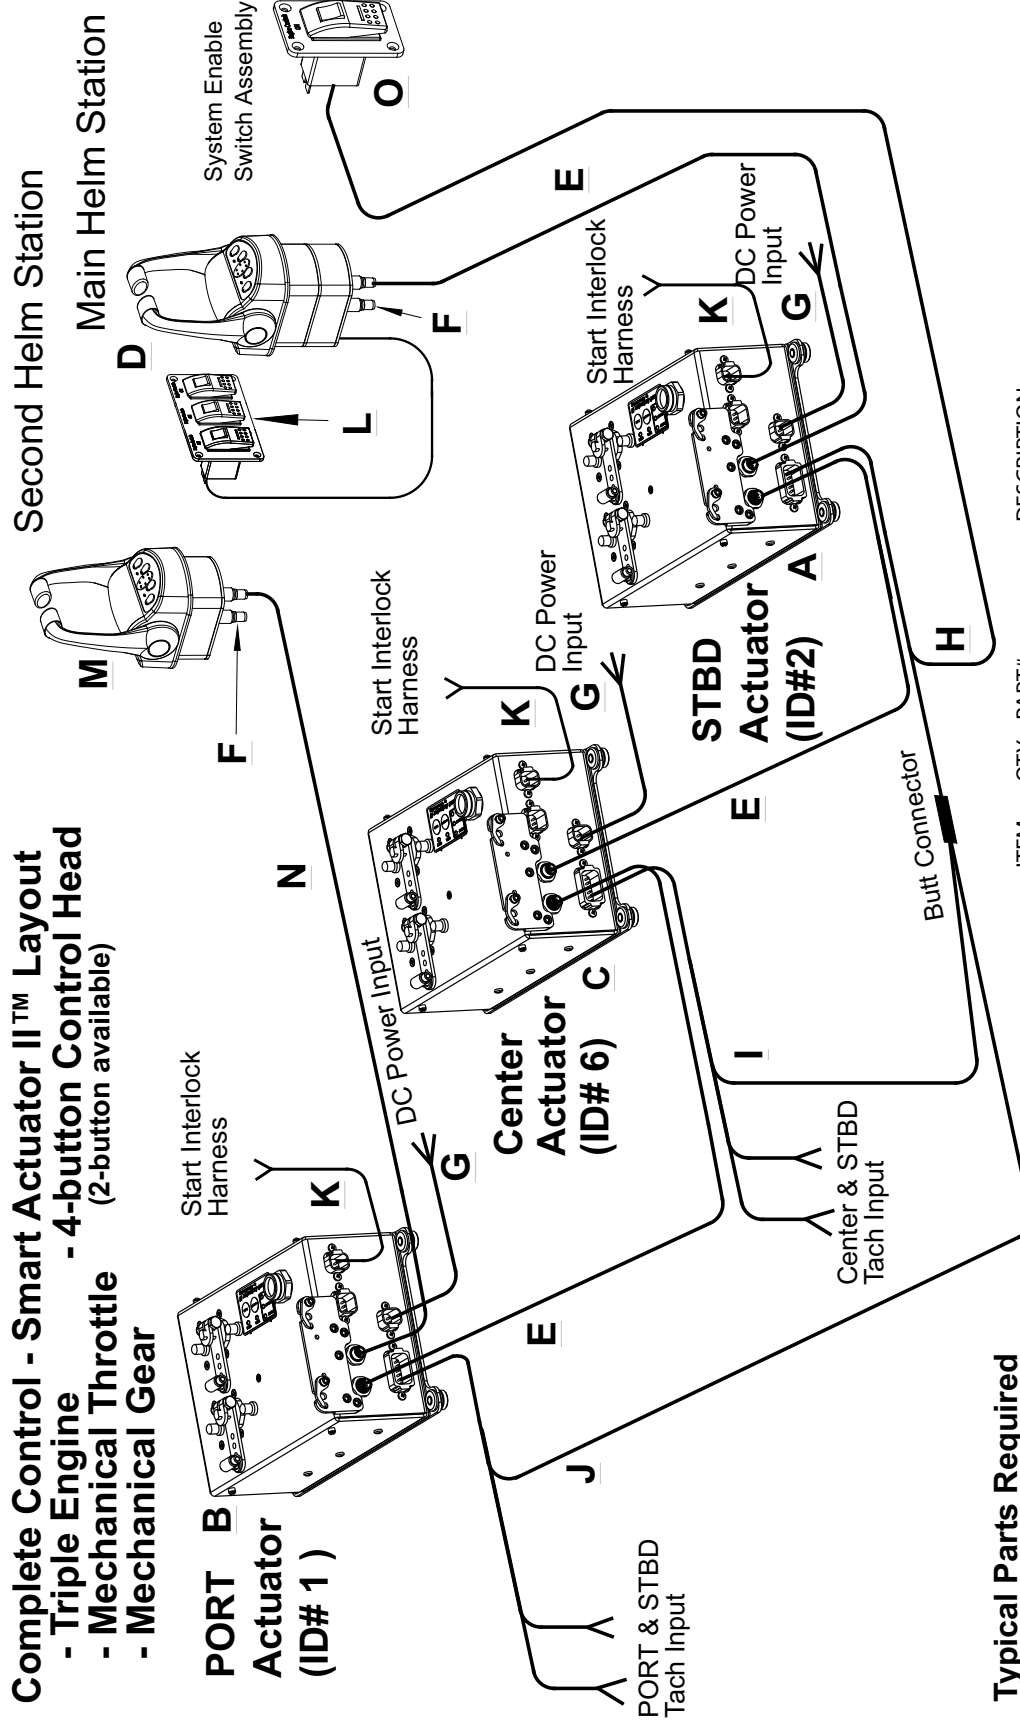 Complete Control - Smart Actuator II™ Layout
- Triple Engine
- 4-button Control Head
- Mechanical Throttle
(2-button available)
- Mechanical Gear
Second Helm Station
Main Helm Station
System Enable
Switch Assembly
O
D
L
F
E
M
F
N
Start Interlock
Harness
K
DC Power
Input
G
STBD
Actuator
(ID#2)
A
H
Start Interlock
Harness
K
DC Power
Input
G
Center
Actuator
(ID# 6)
C
E
I
Butt Connector
Start Interlock
Harness
K
DC Power Input
G
PORT
Actuator
(ID# 1 )
B
E
J
Center & STBD
Tach Input
PORT & STBD
Tach Input
Typical Parts Required
ITEM QTY PART# DESCRIPTION